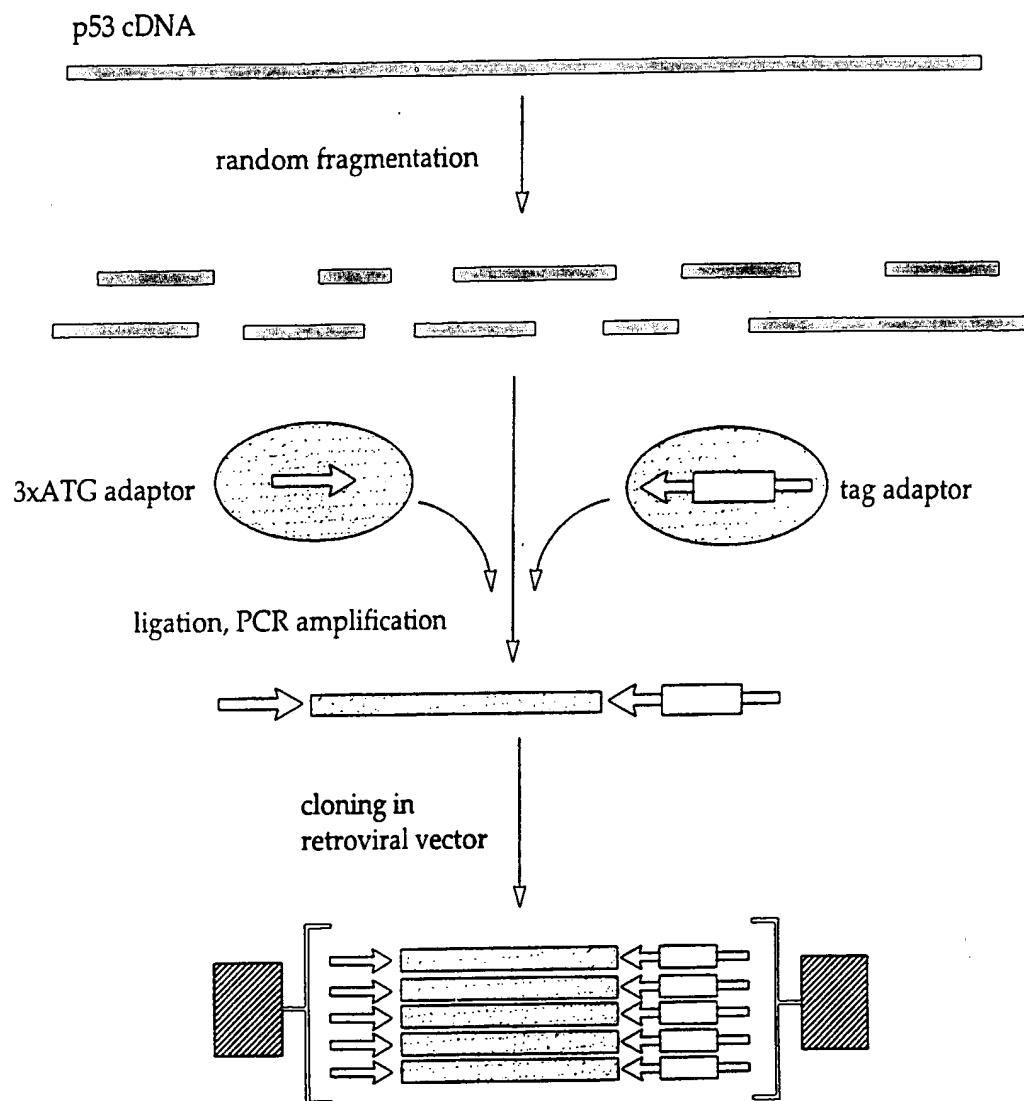 p53 cDNA
random fragmentation
3xATG adaptor
tag adaptor
ligation, PCR amplification
cloning in
retroviral vector